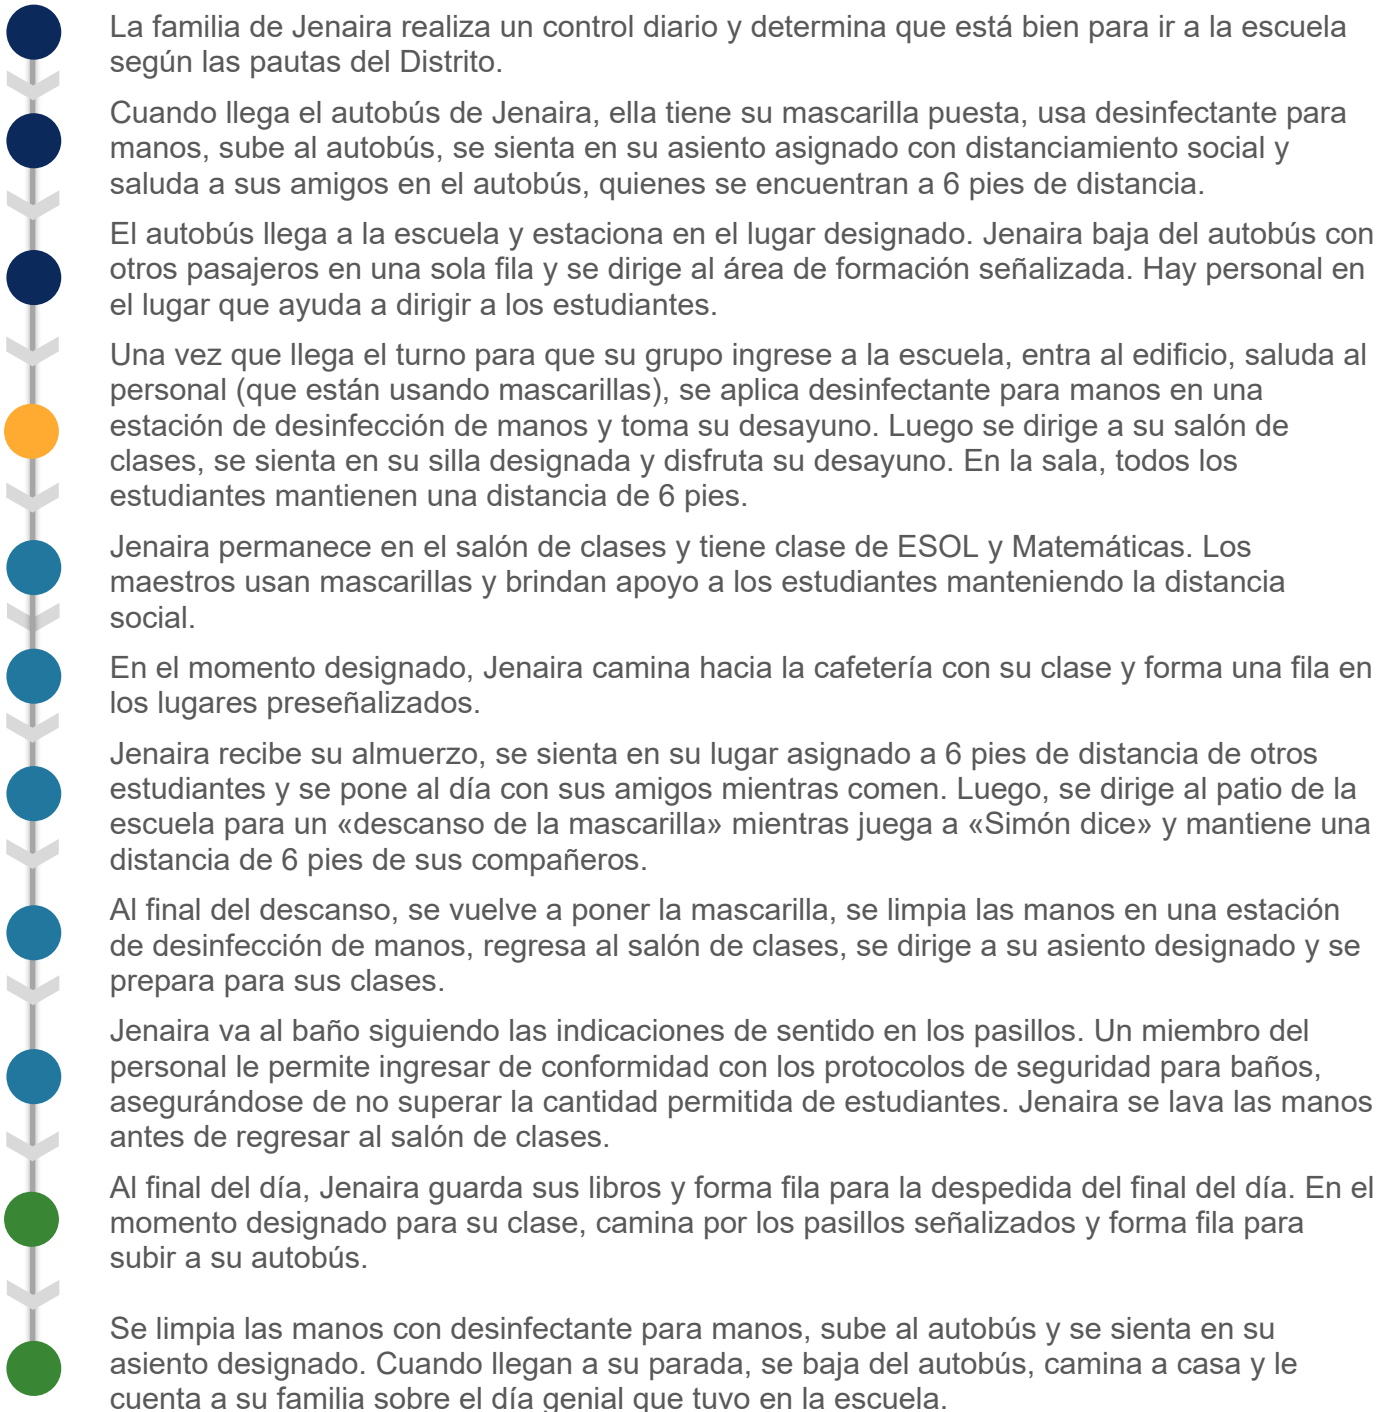 La familia de Jenaira realiza un control diario y determina que está bien para ir a la escuela
según las pautas del Distrito.
Cuando llega el autobús de Jenaira, ella tiene su mascarilla puesta, usa desinfectante para
manos, sube al autobús, se sienta en su asiento asignado con distanciamiento social y
saluda a sus amigos en el autobús, quienes se encuentran a 6 pies de distancia.
El autobús llega a la escuela y estaciona en el lugar designado. Jenaira baja del autobús con
otros pasajeros en una sola fila y se dirige al área de formación señalizada. Hay personal en
el lugar que ayuda a dirigir a los estudiantes.
Una vez que llega el turno para que su grupo ingrese a la escuela, entra al edificio, saluda al
personal (que están usando mascarillas), se aplica desinfectante para manos en una
estación de desinfección de manos y toma su desayuno. Luego se dirige a su salón de
clases, se sienta en su silla designada y disfruta su desayuno. En la sala, todos los
estudiantes mantienen una distancia de 6 pies.
Jenaira permanece en el salón de clases y tiene clase de ESOL y Matemáticas. Los
maestros usan mascarillas y brindan apoyo a los estudiantes manteniendo la distancia
social.
En el momento designado, Jenaira camina hacia la cafetería con su clase y forma una fila en
los lugares preseñalizados.
Jenaira recibe su almuerzo, se sienta en su lugar asignado a 6 pies de distancia de otros
estudiantes y se pone al día con sus amigos mientras comen. Luego, se dirige al patio de la
escuela para un «descanso de la mascarilla» mientras juega a «Simón dice» y mantiene una
distancia de 6 pies de sus compañeros.
Al final del descanso, se vuelve a poner la mascarilla, se limpia las manos en una estación
de desinfección de manos, regresa al salón de clases, se dirige a su asiento designado y se
prepara para sus clases.
Jenaira va al baño siguiendo las indicaciones de sentido en los pasillos. Un miembro del
personal le permite ingresar de conformidad con los protocolos de seguridad para baños,
asegurándose de no superar la cantidad permitida de estudiantes. Jenaira se lava las manos
antes de regresar al salón de clases.
Al final del día, Jenaira guarda sus libros y forma fila para la despedida del final del día. En el
momento designado para su clase, camina por los pasillos señalizados y forma fila para
subir a su autobús.
Se limpia las manos con desinfectante para manos, sube al autobús y se sienta en su
asiento designado. Cuando llegan a su parada, se baja del autobús, camina a casa y le
cuenta a su familia sobre el día genial que tuvo en la escuela.